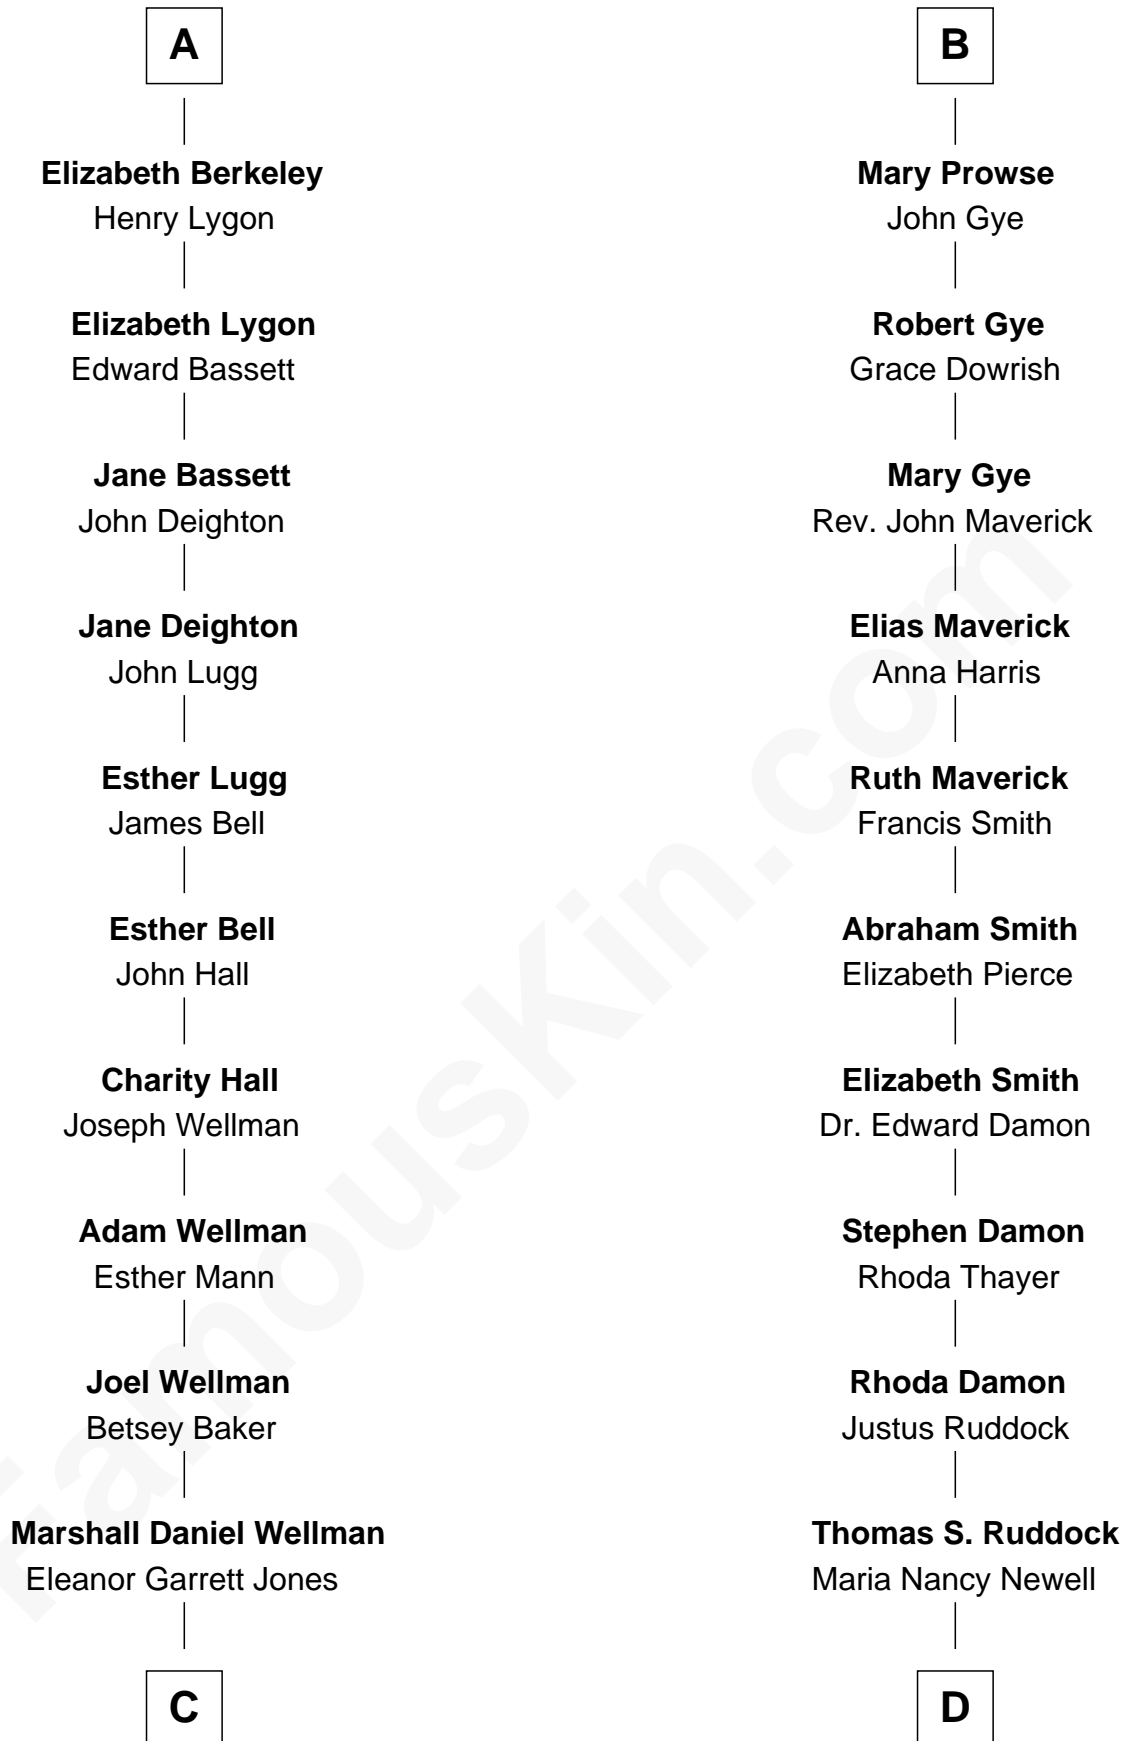 A
Elizabeth Berkeley
Henry Lygon
Elizabeth Lygon
Edward Bassett
Jane Bassett
John Deighton
Jane Deighton
John Lugg
Esther Lugg
James Bell
Esther Bell
John Hall
Charity Hall
Joseph Wellman
Adam Wellman
Esther Mann
Joel Wellman
Betsey Baker
Marshall Daniel Wellman
Eleanor Garrett Jones
C
B
Mary Prowse
John Gye
Robert Gye
Grace Dowrish
Mary Gye
Rev. John Maverick
Elias Maverick
Anna Harris
Ruth Maverick
Francis Smith
Abraham Smith
Elizabeth Pierce
Elizabeth Smith
Dr. Edward Damon
Stephen Damon
Rhoda Thayer
Rhoda Damon
Justus Ruddock
Thomas S. Ruddock
Maria Nancy Newell
D
FamousKin.com